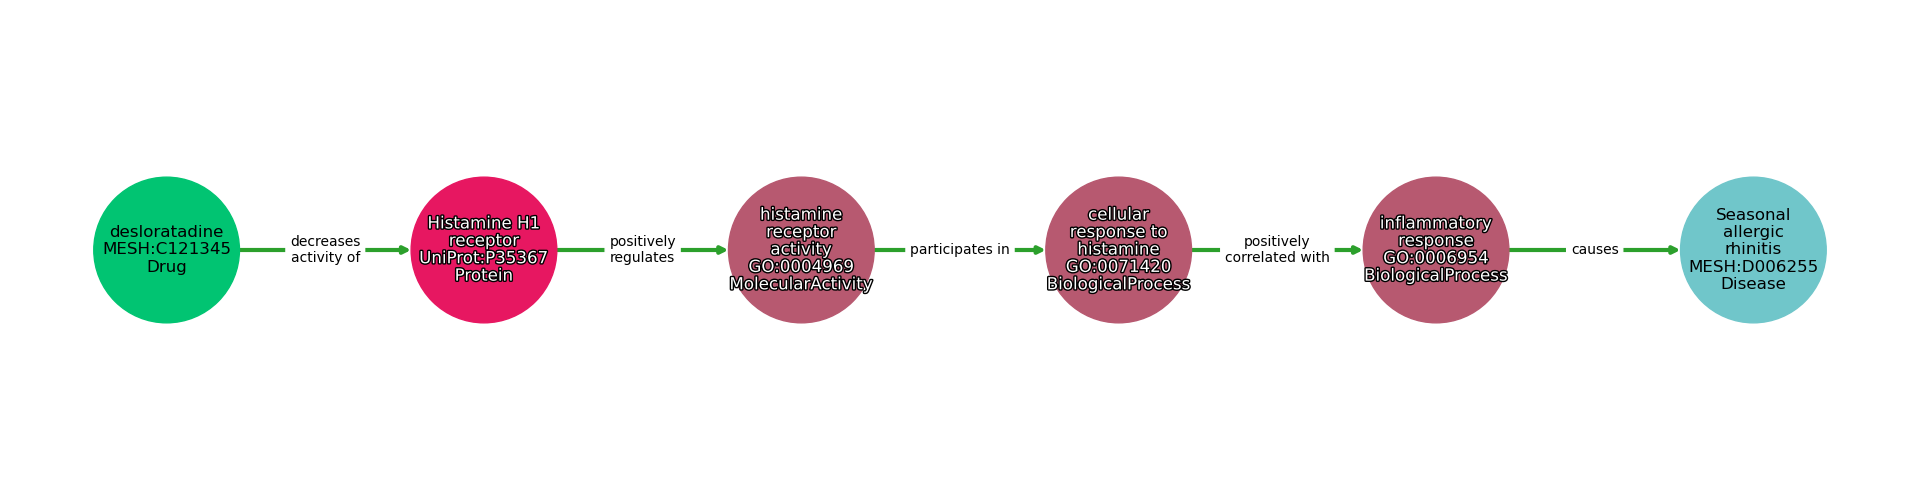 desloratadine
MESH:C121345
Drug
decreases
activity of
Histamine H1
receptor
UniProt:P35367
Protein
positively
regulates
histamine
receptor
activity
GO:0004969
MolecularActivity
participates in
cellular
response to
histamine
GO:0071420
BiologicalProcess
positively
correlated with
inflammatory
response
GO:0006954
BiologicalProcess
causes
Seasonal
allergic
rhinitis
MESH:D006255
Disease